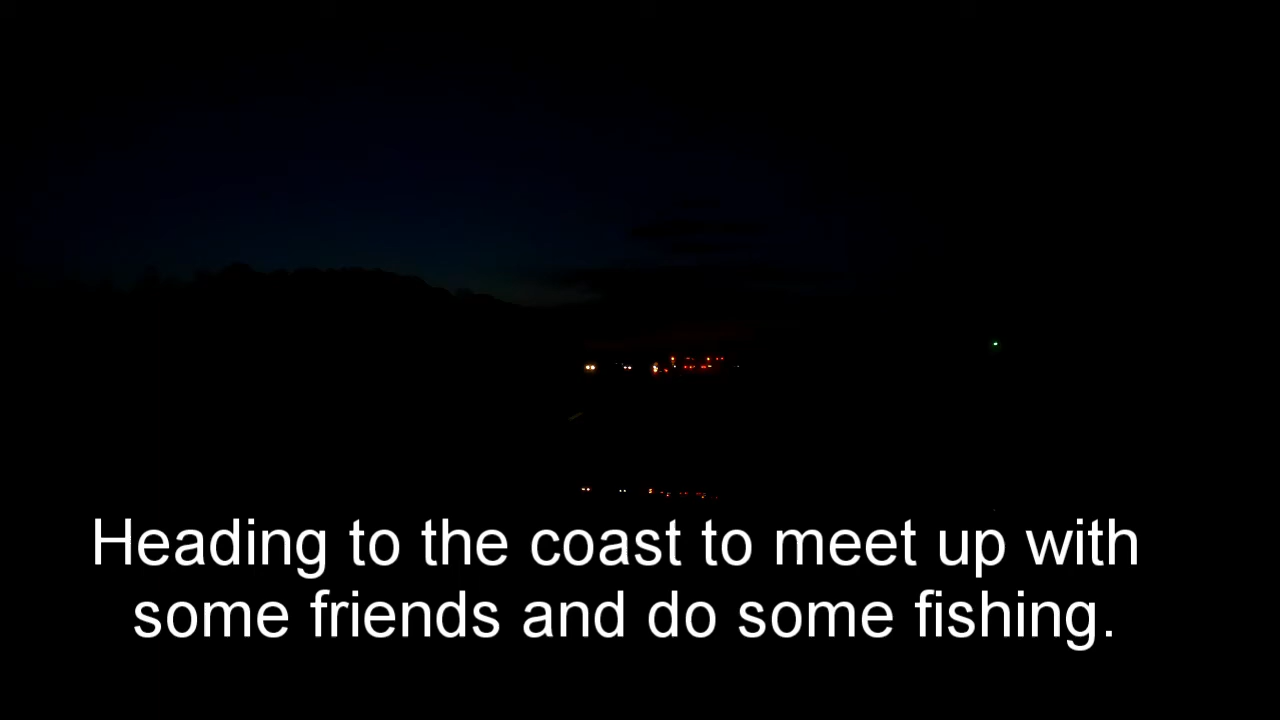 Heading to the coast to meet up with
some friends and do some fishing.